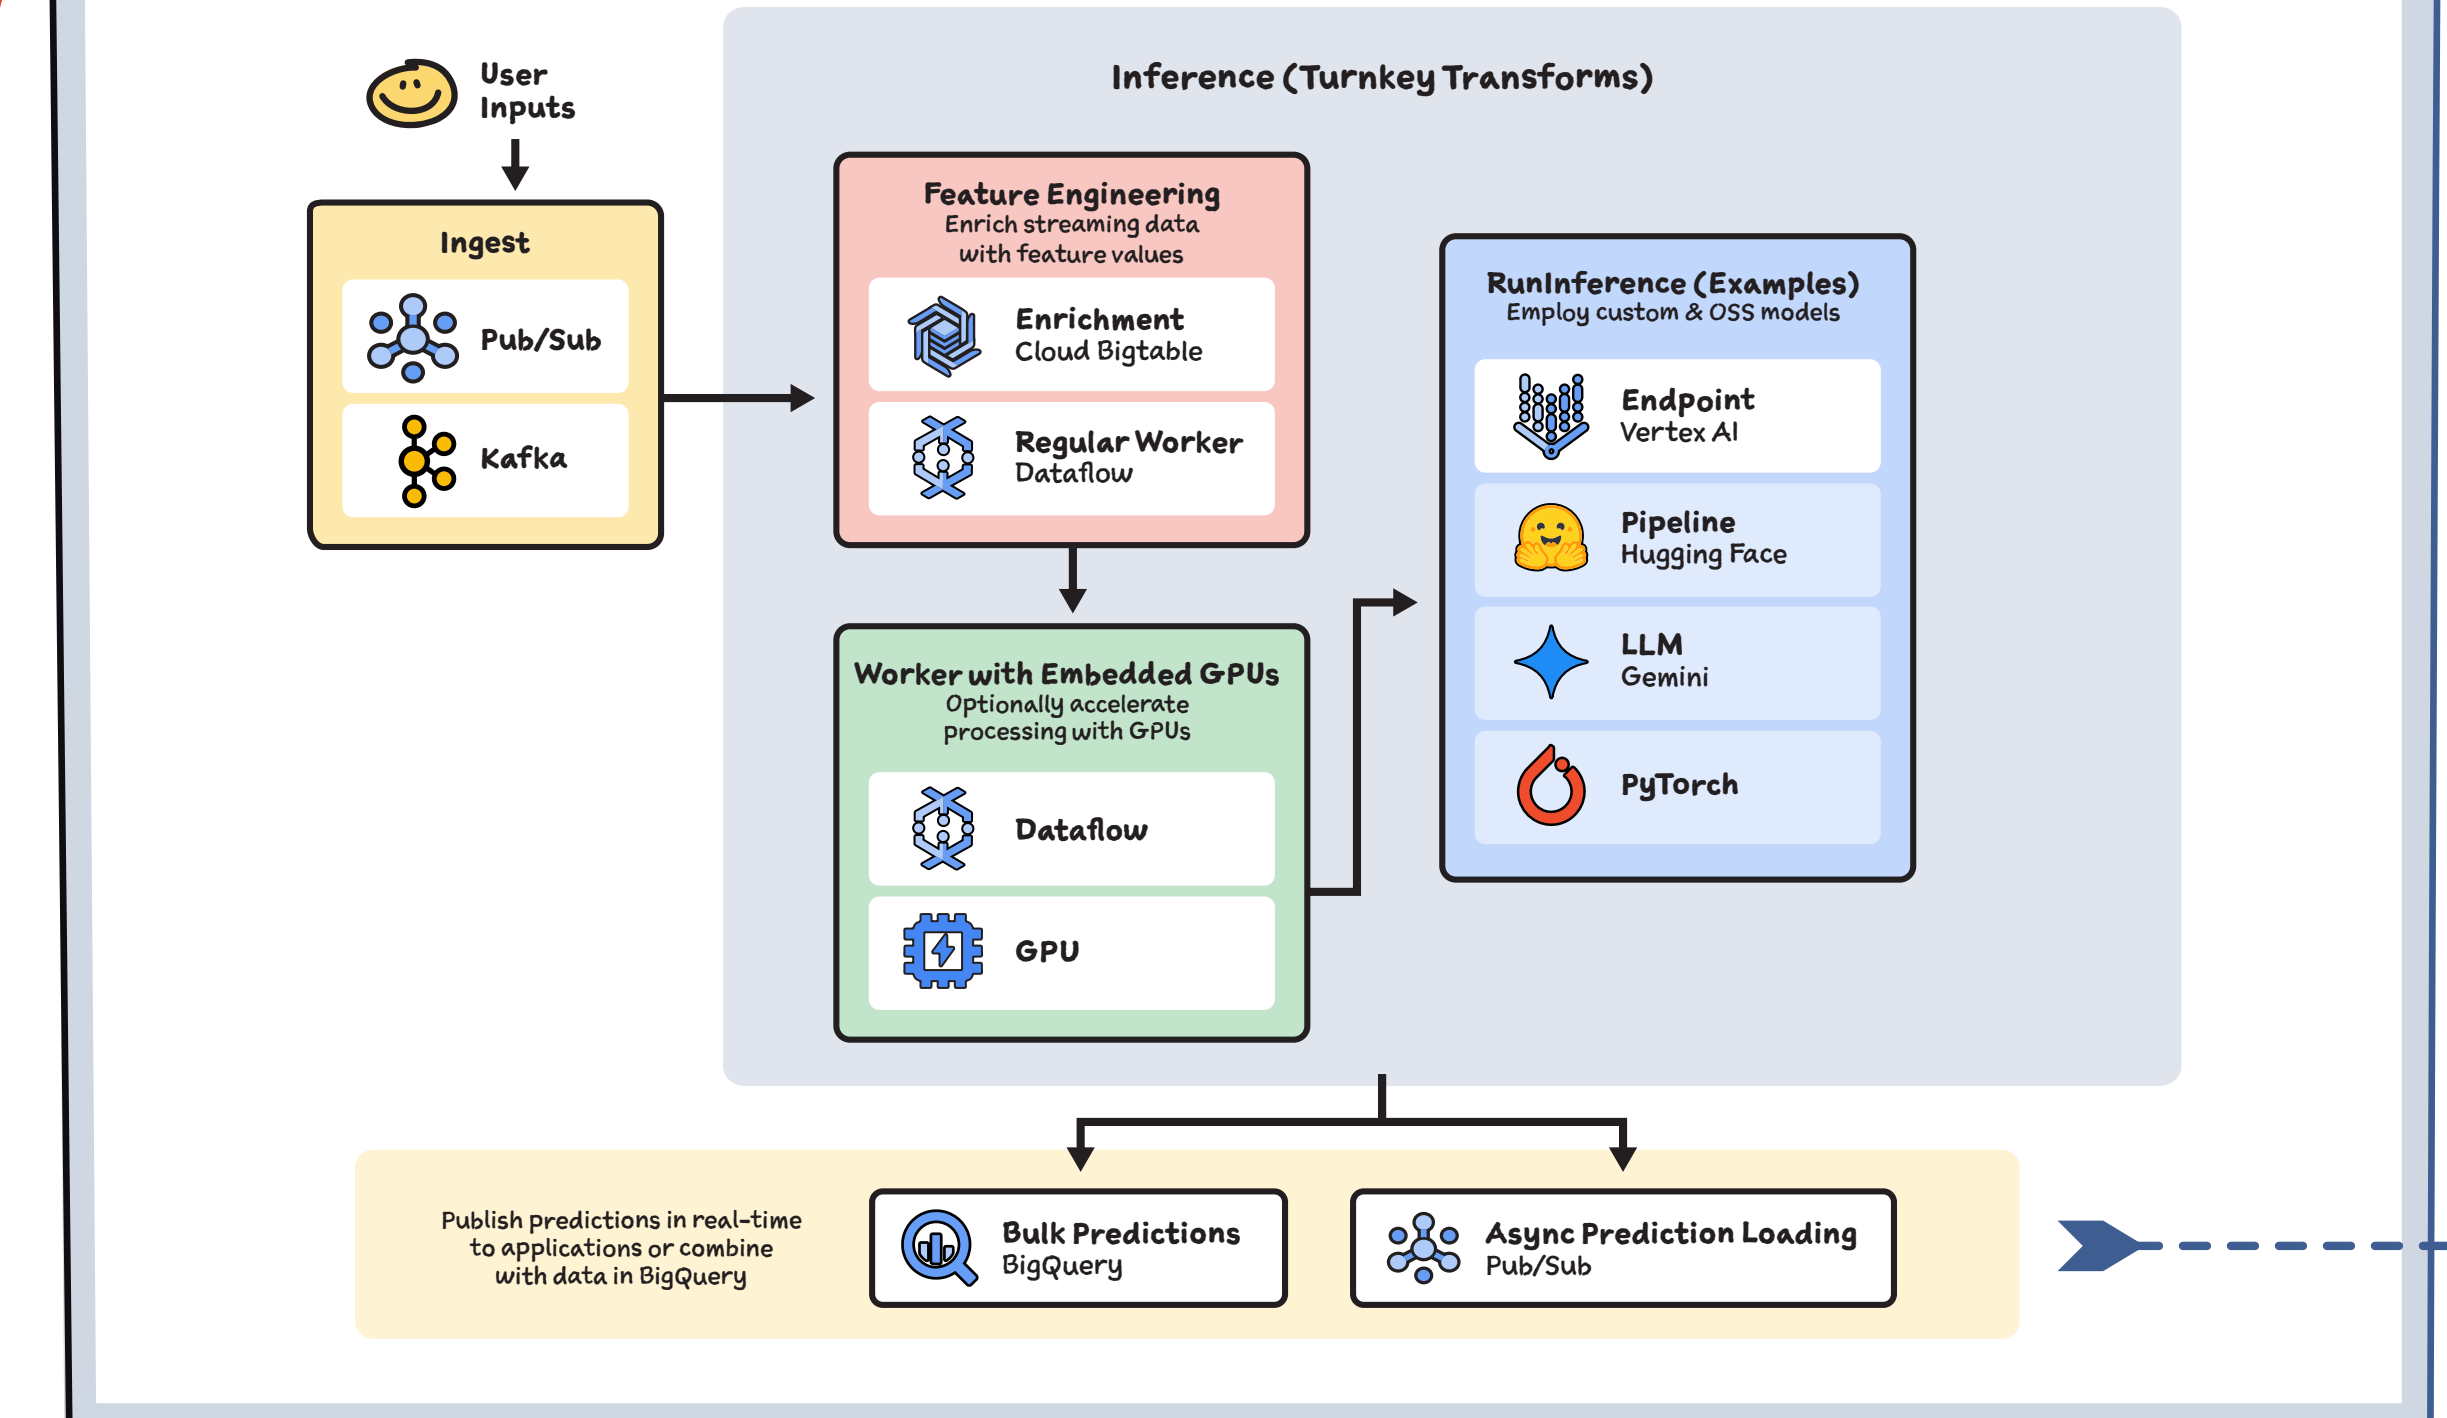 User
Inputs
Ingest
Pub/Sub
Kafka
Inference (Turnkey Transforms)
Feature Engineering
Enrich streaming data
with feature values
Enrichment
Cloud Bigtable
Regular Worker
Dataflow
Worker with Embedded GPUs
Optionally accelerate
processing with GPUs
Dataflow
GPU
RunInference (Examples)
Employ custom & OSS models
Endpoint
Vertex AI
Pipeline
Hugging Face
LLM
Gemini
PyTorch
Publish predictions in real-time
to applications or combine
with data in BigQuery
Bulk Predictions
BigQuery
Async Prediction Loading
Pub/Sub